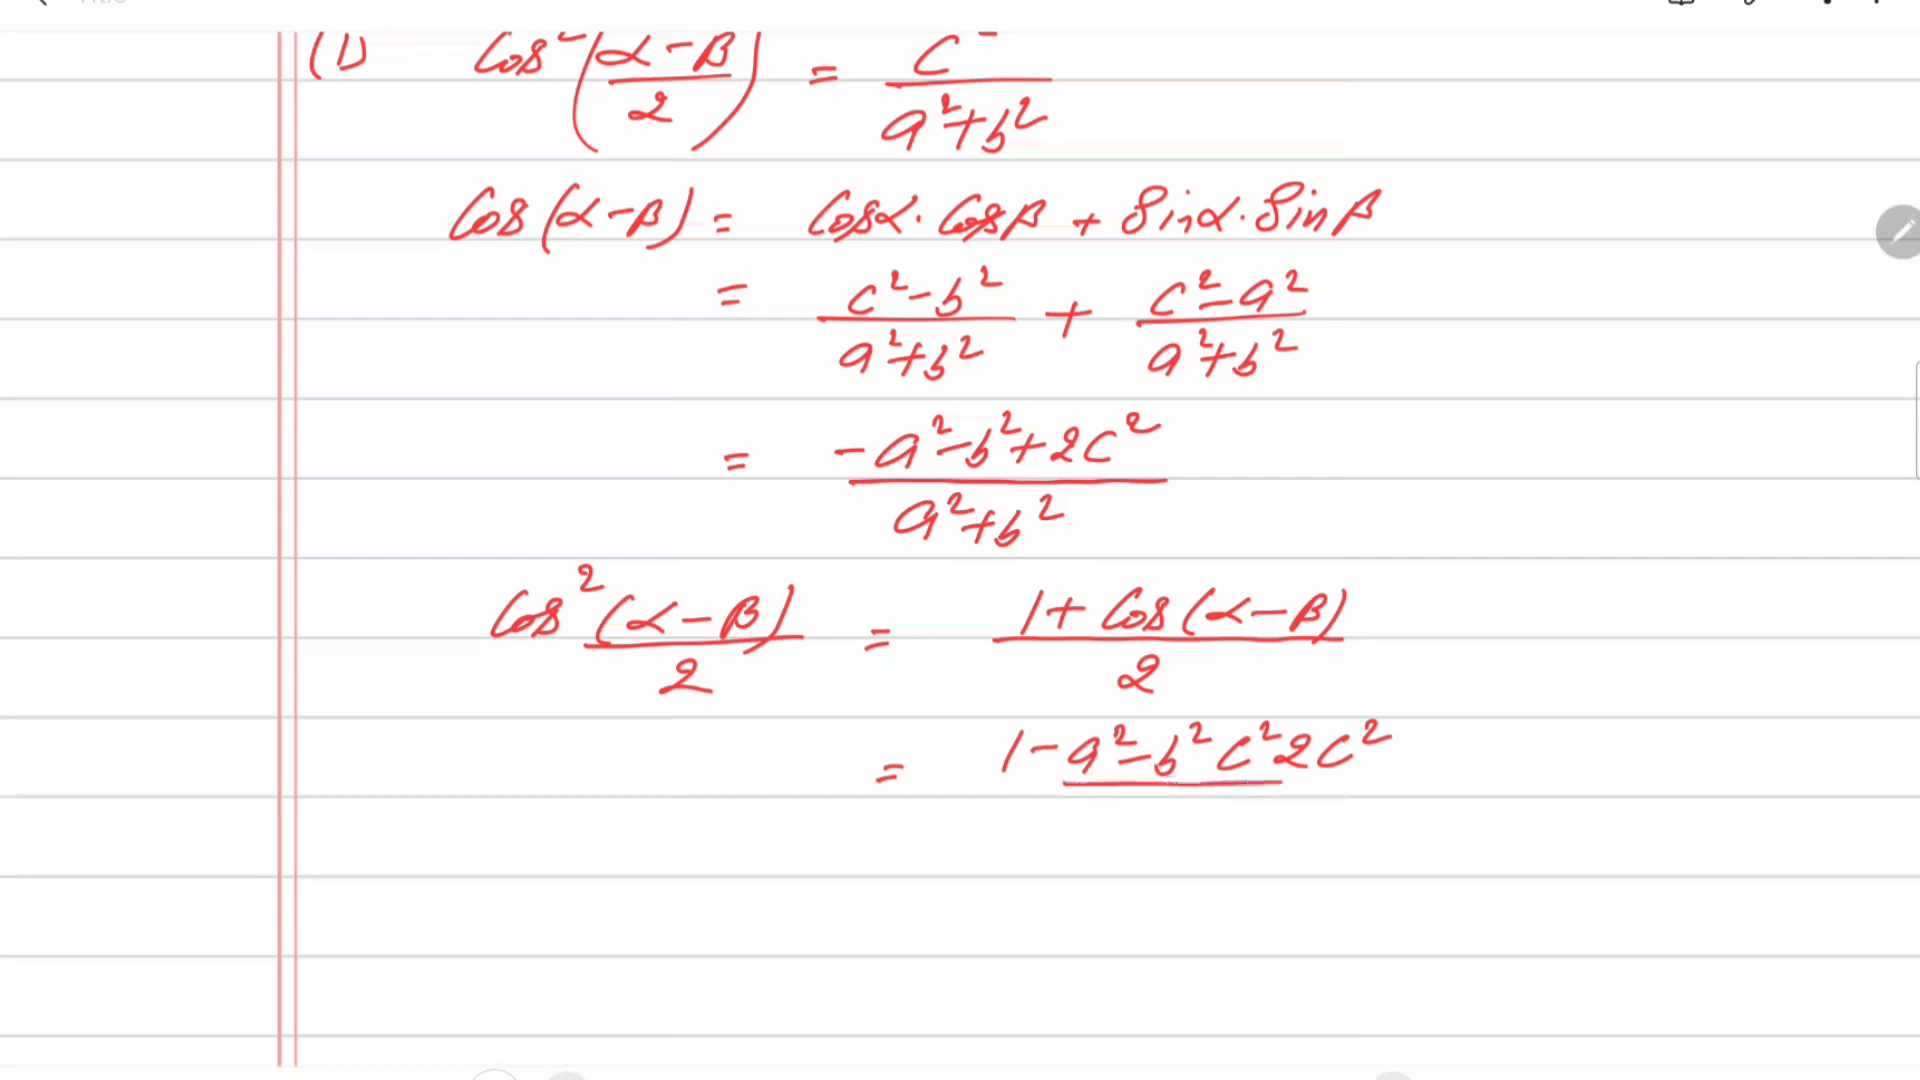 (1) Cos²((α-β)/2) = C²/(a²+b²)
Cos(α-β) = Cosα. Cosβ + Sinα. Sinβ
= (c²-b²)/(a²+b²) + (c²-a²)/(a²+b²)
= (-a²-b²+2c²)/(a²+b²)
Cos²(α-β)/2 = (1+Cos(α-β))/2
= 1-a²-b²c²2c²